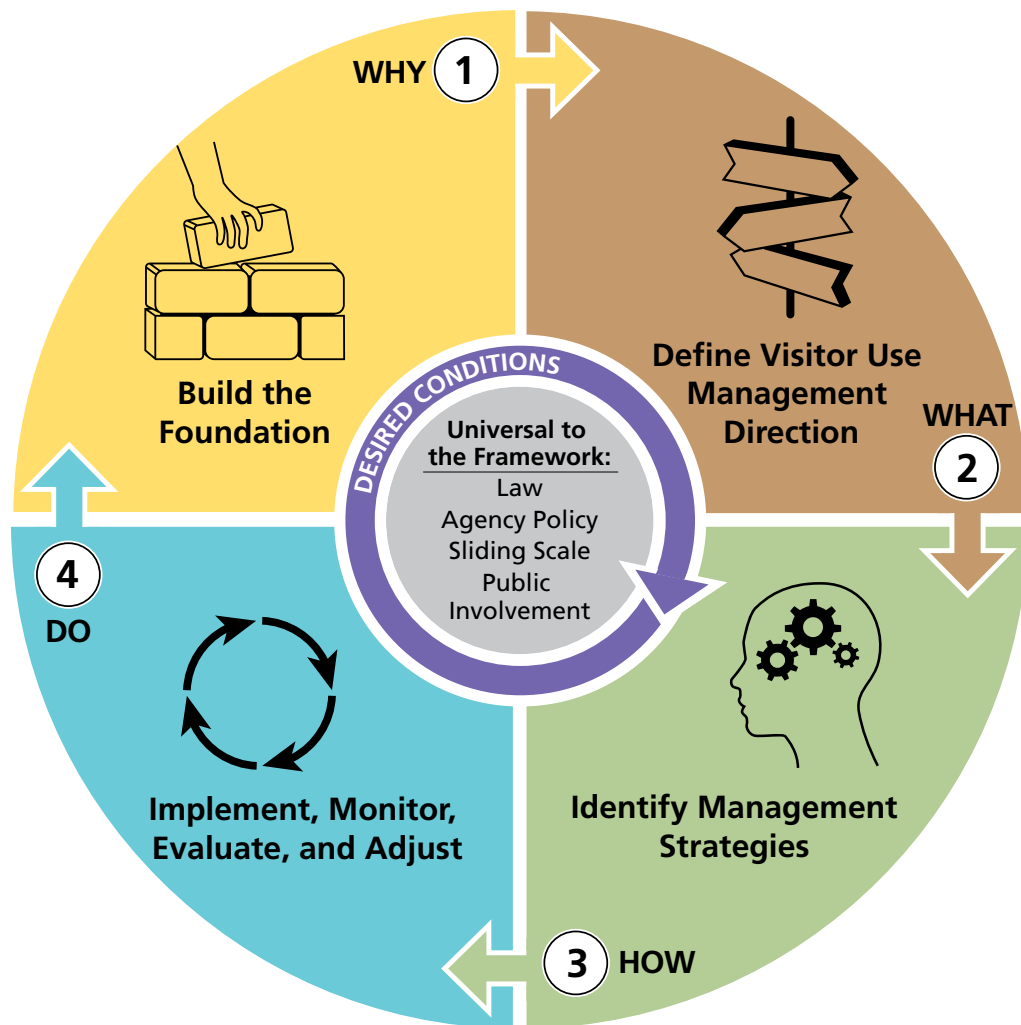 WHY 1
Build the
Foundation
Define Visitor Use
Management
Direction
WHAT
2
DESIRED CONDITIONS
Universal to
the Framework:
Law
Agency Policy
Sliding Scale
Public
Involvement
Identify Management
Strategies
3 HOW
Implement, Monitor,
Evaluate, and Adjust
4
DO